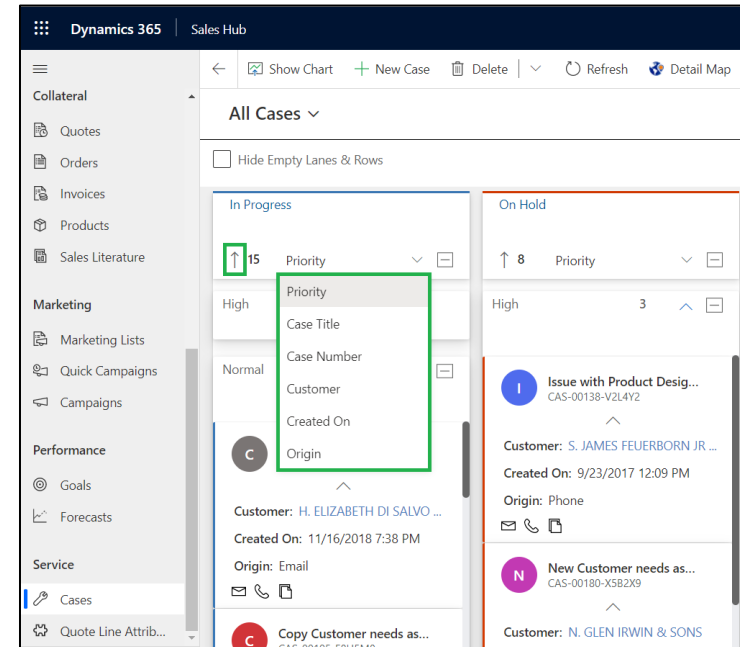 Dynamics 365 Sales Hub
Show Chart New Case Delete Refresh Detail Map
Collateral
Quotes
Orders
Invoices
Products
Sales Literature
Marketing
Marketing Lists
Quick Campaigns
Campaigns
Performance
Goals
Forecasts
Service
Cases
Quote Line Attrib...
All Cases
Hide Empty Lanes & Rows
In Progress
15 Priority
High
Normal
Priority
Case Title
Case Number
Customer
Created On
Origin
C
Customer: H. ELIZABETH DI SALVO ...
Created On: 11/16/2018 7:38 PM
Origin: Email
C
Copy Customer needs as...
On Hold
8 Priority
High 3
I
Issue with Product Desig...
CAS-00138-V2L4Y2
Customer: S. JAMES FEUERBORN JR ...
Created On: 9/23/2017 12:09 PM
Origin: Phone
N
New Customer needs as...
CAS-00180-X5B2X9
Customer: N. GLEN IRWIN & SONS